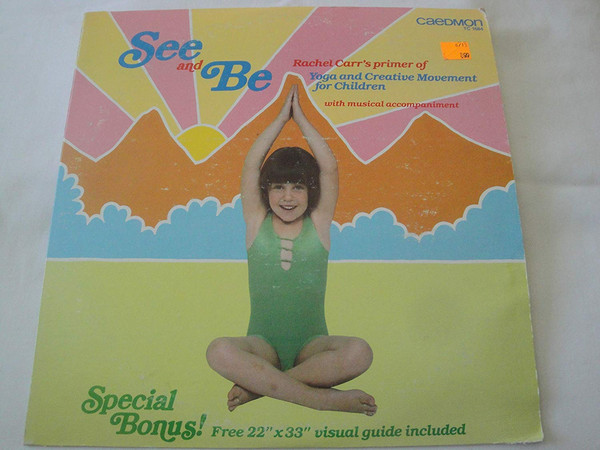 CAEDMON
See
and
Be
Rachel Carr's primer of
Yoga and Creative Movement
for Children
with musical accompaniment
Special
Bonus! Free 22" x 33" visual guide included